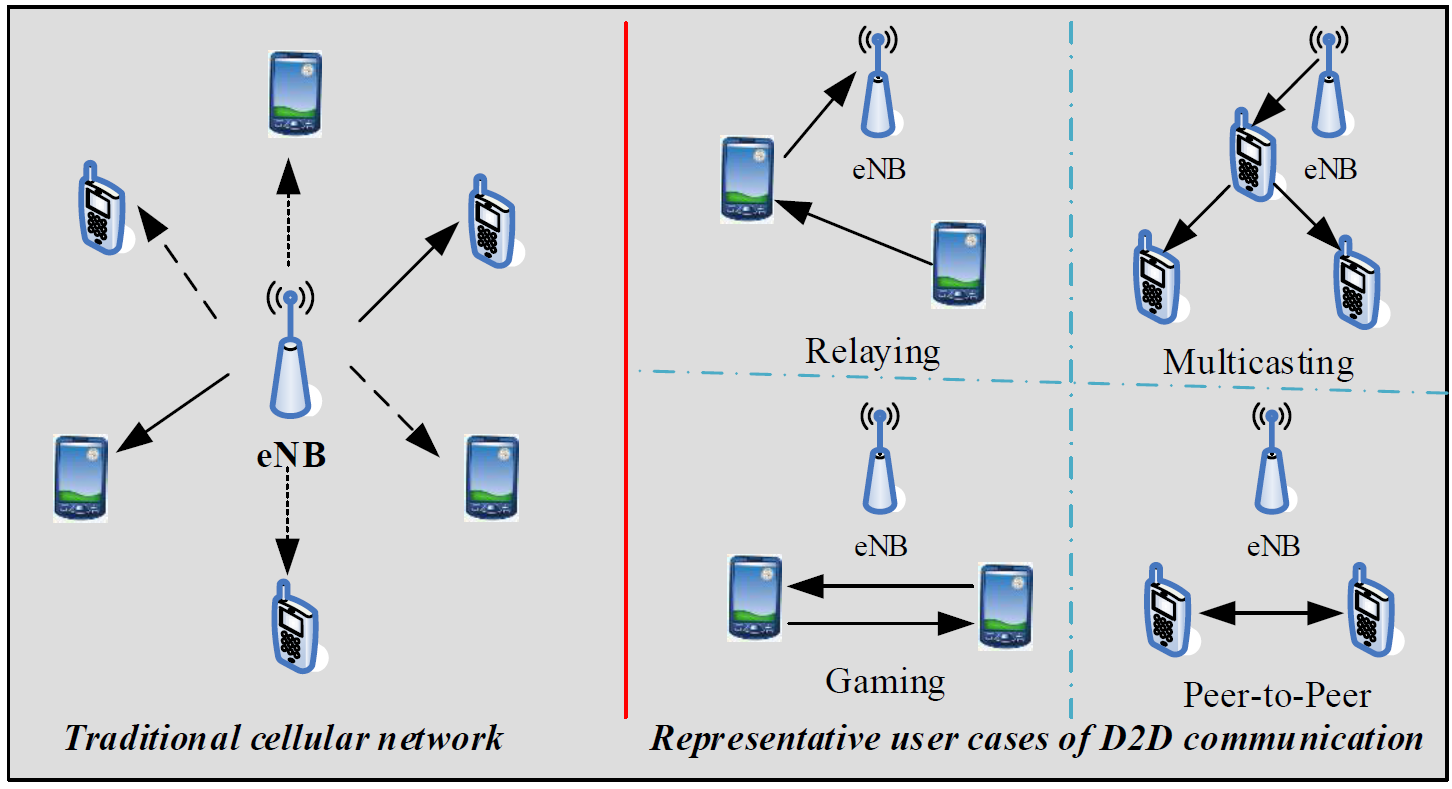 eNB
Traditional cellular network
eNB
Relaying
eNB
Multicasting
eNB
Gaming
eNB
Peer-to-Peer
Representative user cases of D2D communication